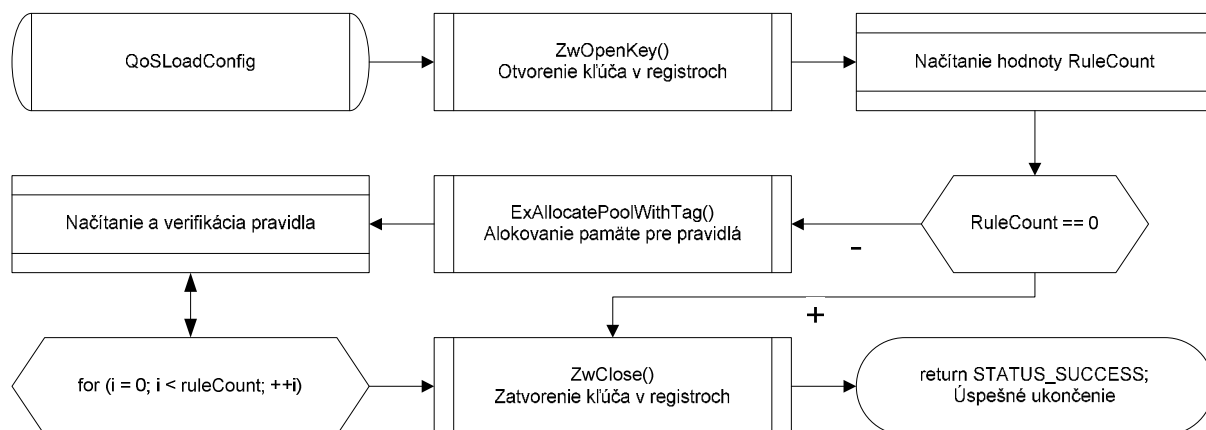 QoSLoadConfig
ZwOpenKey()
Otvorenie kľúča v registroch
Načítanie hodnoty RuleCount
Načítanie a verifikácia pravidla
ExAllocatePoolWithTag()
Alokovanie pamäte pre pravidlá
-
RuleCount == 0
+
for (i = 0; i < ruleCount; ++i)
ZwClose()
Zatvorenie kľúča v registroch
return STATUS_SUCCESS;
Úspešné ukončenie